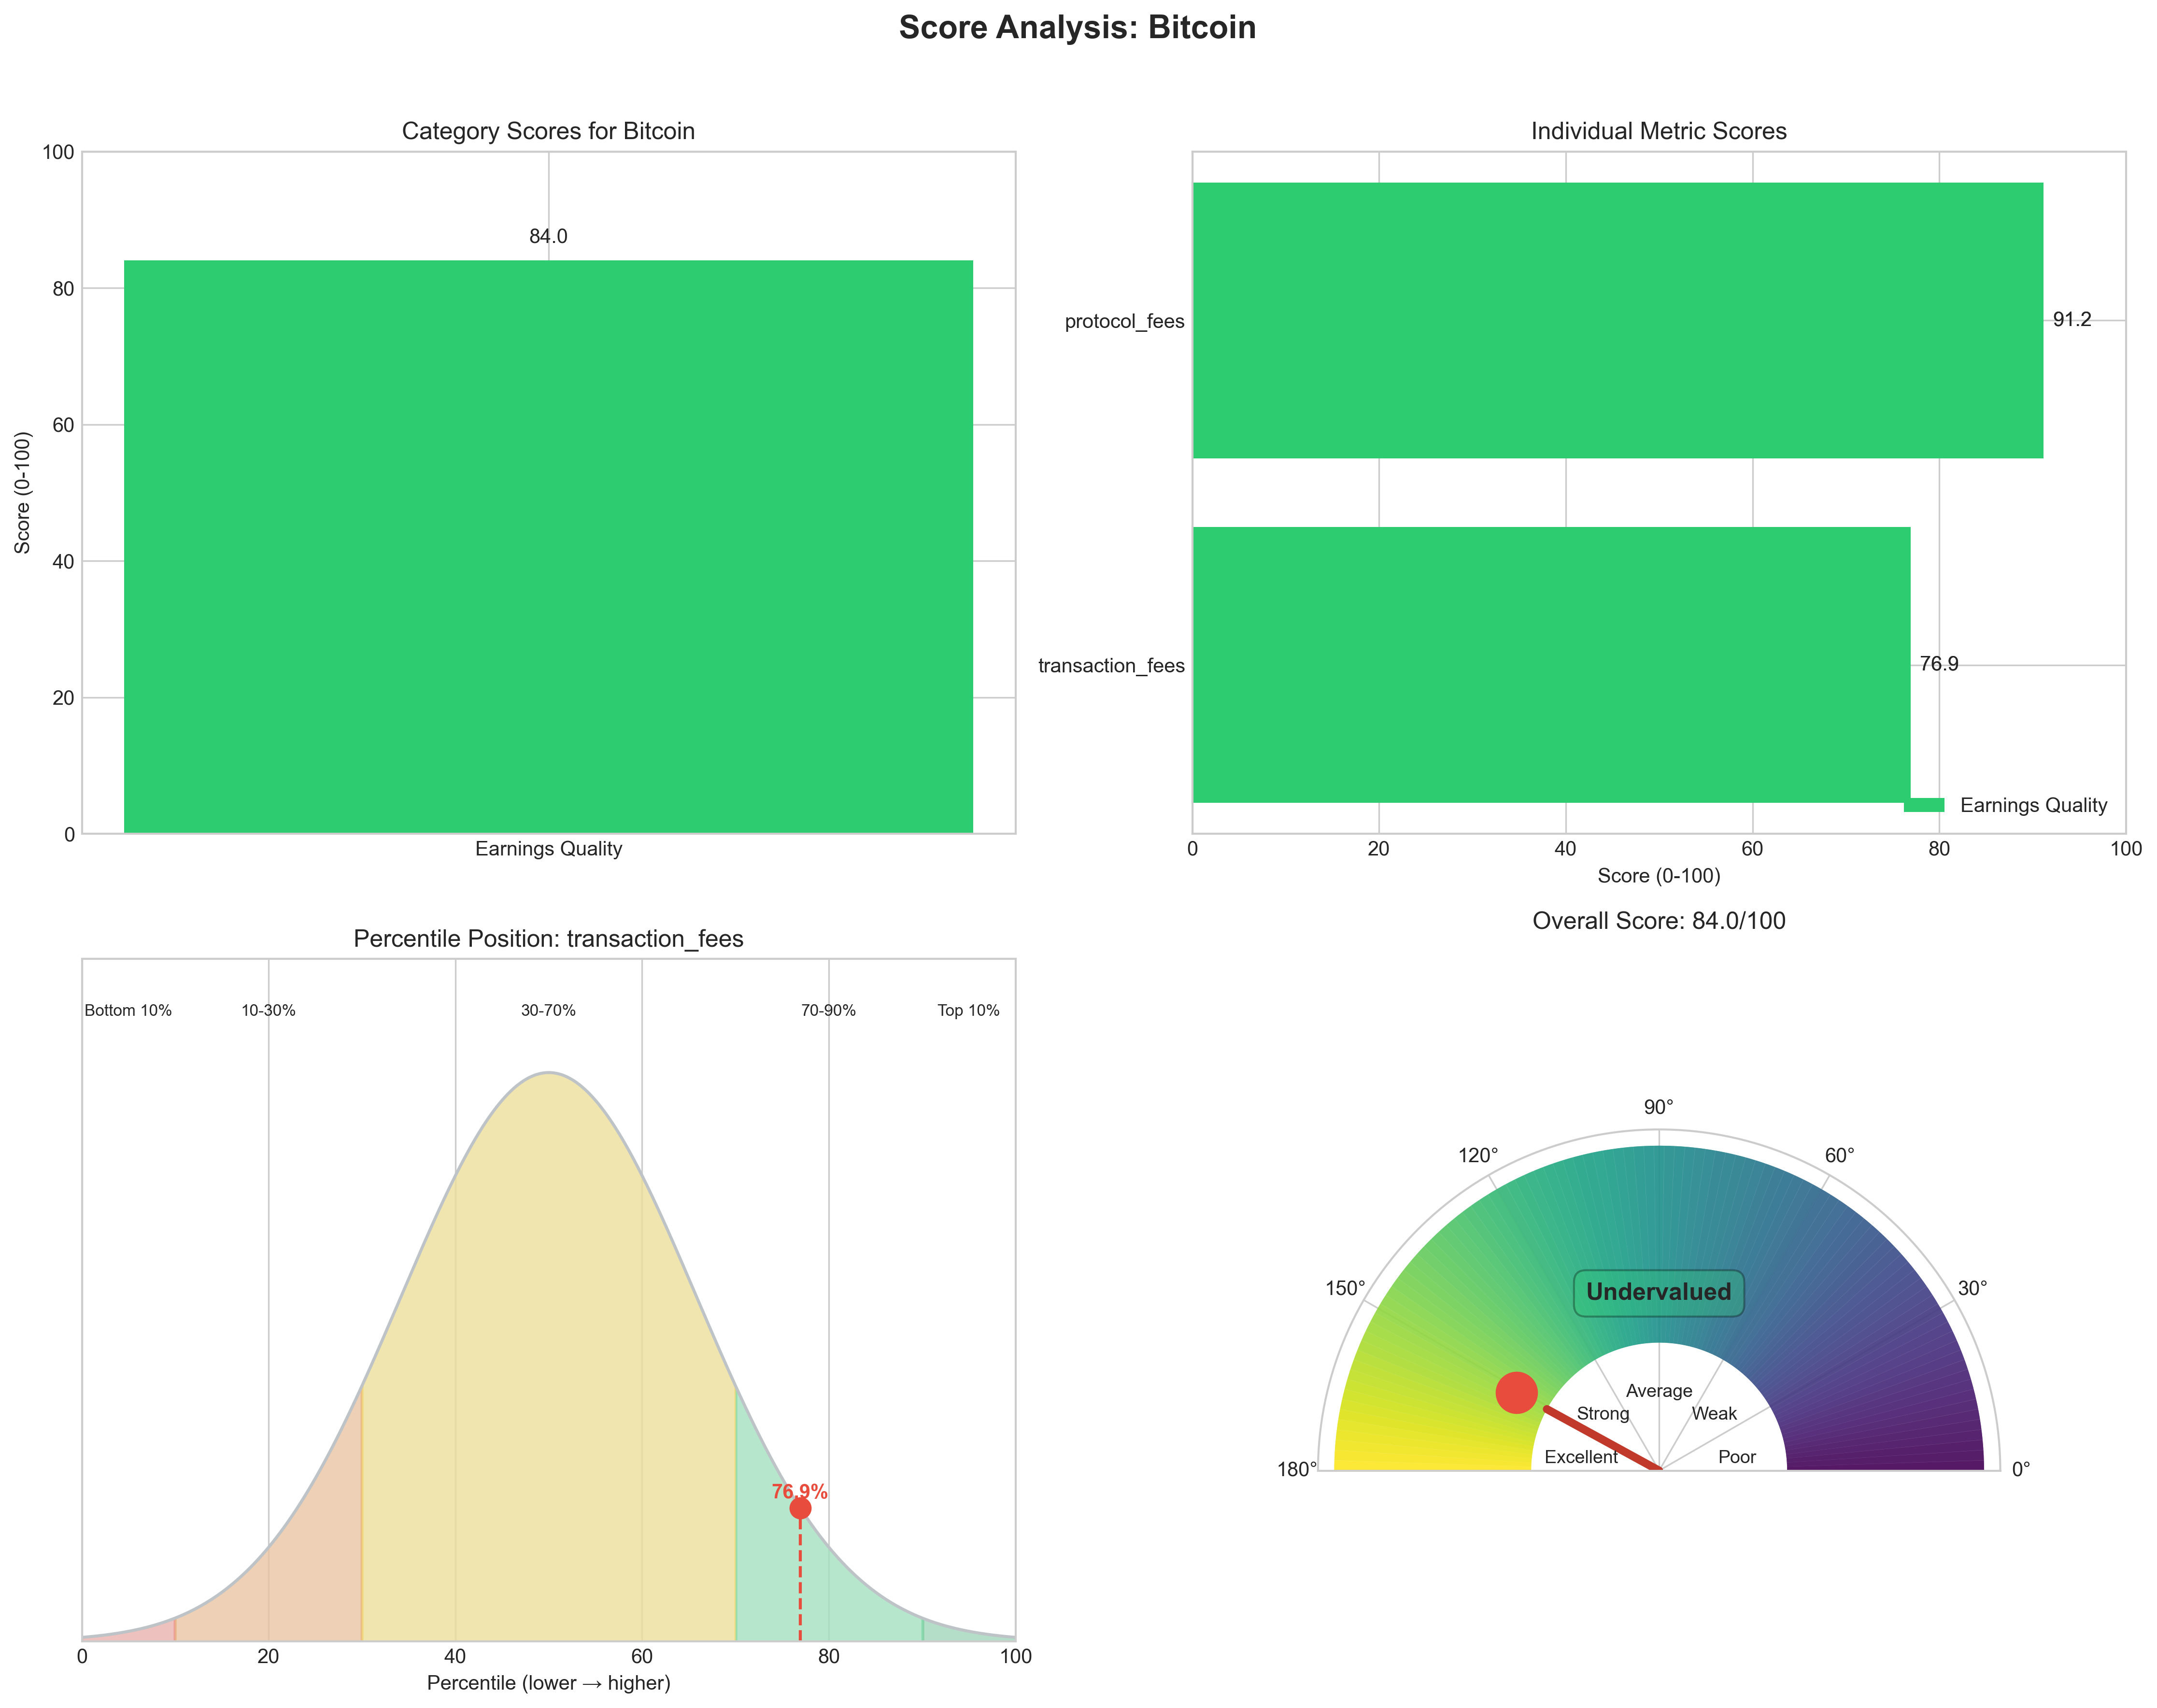 Score Analysis: Bitcoin
Category Scores for Bitcoin
100
80
60
40
20
0
Score (0-100)
84.0
Earnings Quality
Individual Metric Scores
protocol_fees
91.2
transaction_fees
76.9
Earnings Quality
0 20 40 60 80 100
Score (0-100)
Percentile Position: transaction_fees
Bottom 10% 10-30% 30-70% 70-90% Top 10%
76.9%
0 20 40 60 80 100
Percentile (lower → higher)
Overall Score: 84.0/100
90°
120° 60°
150° 30°
Undervalued
Average
Strong Weak
Excellent Poor
180° 0°